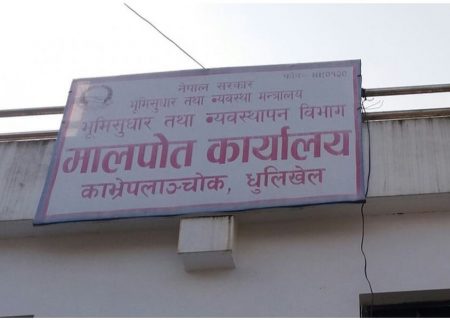 नेपाल सरकार
भूमिसुधार तथा व्यवस्था मन्त्रालय
भूमिसुधार तथा व्यवस्थापन विभाग
मालपोत कार्यालय
काभ्रेपलाञ्चोक, धुलिखेल